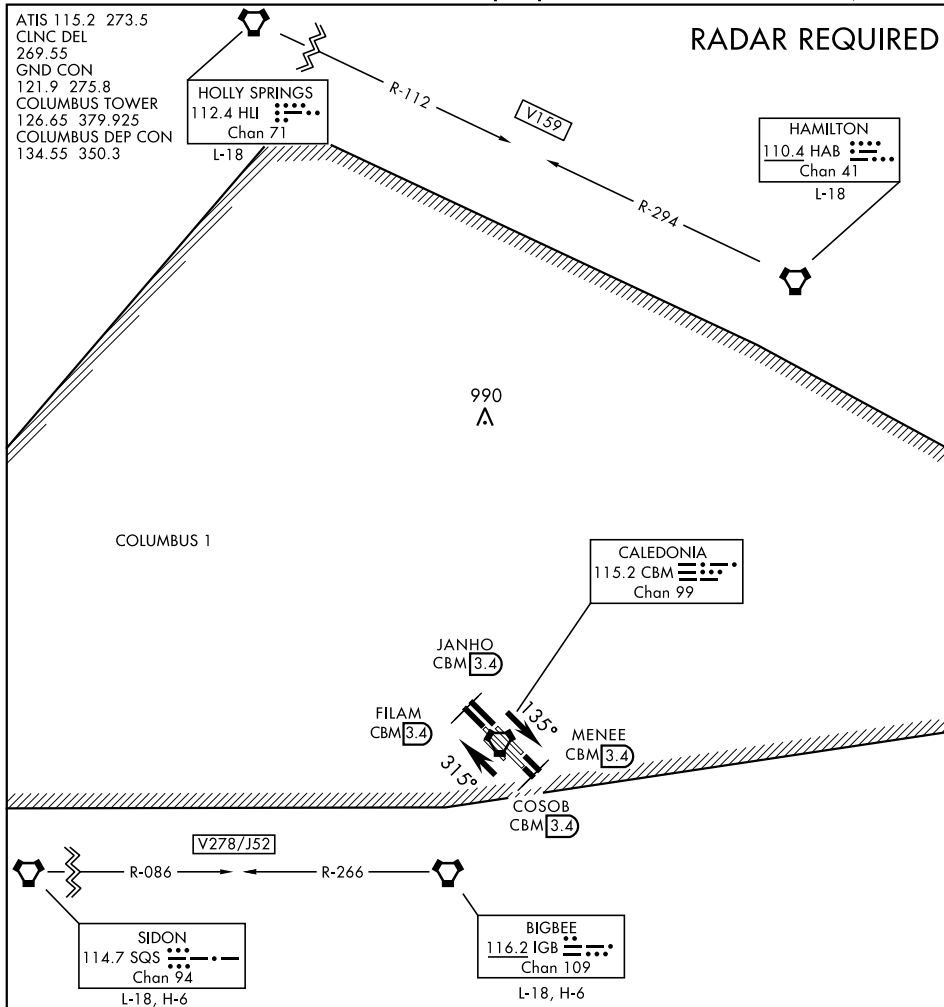 ATIS 115.2 273.5
CLNC DEL
269.55
GND CON
121.9 275.8
COLUMBUS TOWER
126.65 379.925
COLUMBUS DEP CON
134.55 350.3
RADAR REQUIRED
HOLLY SPRINGS
112.4 HLI
Chan 71
L-18
R-112
V159
R-294
HAMILTON
110.4 HAB
Chan 41
L-18
990
COLUMBUS 1
CALEDONIA
115.2 CBM
Chan 99
JANHO
CBM 3.4
FILAM
CBM 3.4
135°
315°
MENEE
CBM 3.4
COSOB
CBM 3.4
V278/J52
R-086
R-266
SIDON
114.7 SQS
Chan 94
L-18, H-6
BIGBEE
116.2 IGB
Chan 109
L-18, H-6